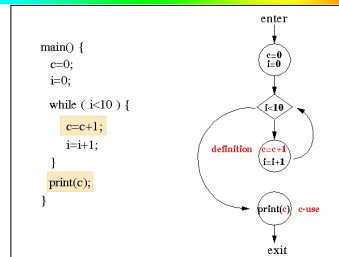 main() {
c=0;
i=0;
while ( i<10 ) {
c=c+1;
i=i+1;
}
print(c);
}
enter
c=0
i=0
i<10
definition
c=c+1
i=i+1
print(c)
c-use
exit